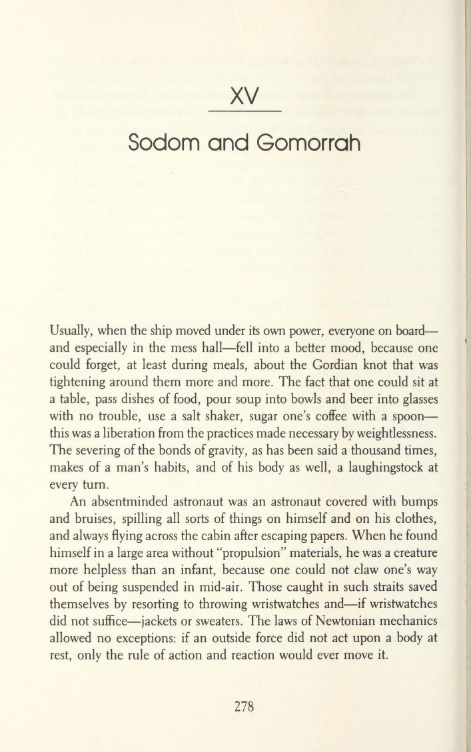 XV
Sodom and Gomorrah
Usually, when the ship moved under its own power, everyone on board—
and especially in the mess hall—fell into a better mood, because one
could forget, at least during meals, about the Gordian knot that was
tightening around them more and more. The fact that one could sit at
a table, pass dishes of food, pour soup into bowls and beer into glasses
with no trouble, use a salt shaker, sugar one's coffee with a spoon—
this was a liberation from the practices made necessary by weightlessness.
The severing of the bonds of gravity, as has been said a thousand times,
makes of a man's habits, and of his body as well, a laughingstock at
every turn.
An absentminded astronaut was an astronaut covered with bumps
and bruises, spilling all sorts of things on himself and on his clothes,
and always flying across the cabin after escaping papers. When he found
himself in a large area without "propulsion" materials, he was a creature
more helpless than an infant, because one could not claw one's way
out of being suspended in mid-air. Those caught in such straits saved
themselves by resorting to throwing wristwatches and—if wristwatches
did not suffice—jackets or sweaters. The laws of Newtonian mechanics
allowed no exceptions: if an outside force did not act upon a body at
rest, only the rule of action and reaction would ever move it.
278